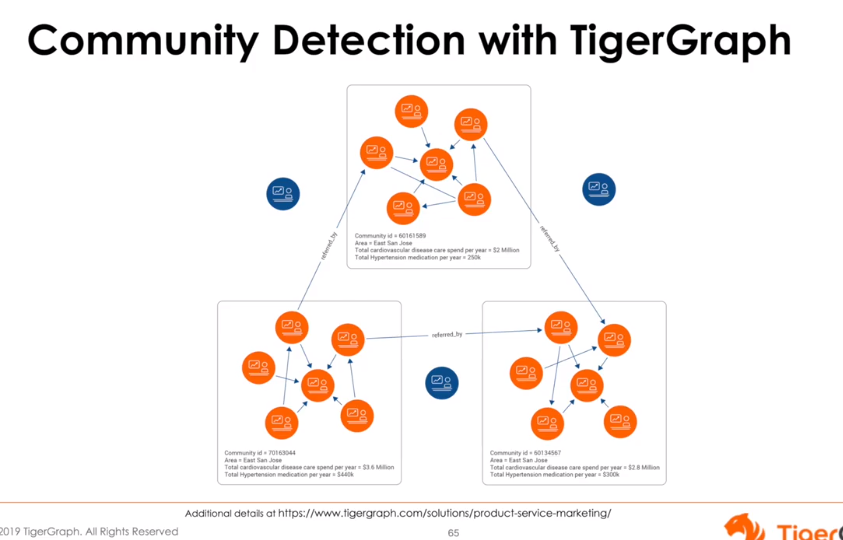 Community Detection with TigerGraph
Community id = 60161589
Area = East San Jose
Total cardiovascular disease care spend per year = $2 Million
Total Hypertension medication per year = 250k
referred_by
referred_by
referred_by
Community id = 70163044
Area = East San Jose
Total cardiovascular disease care spend per year = $3.6 Million
Total Hypertension medication per year = $440k
Community id = 60134567
Area = East San Jose
Total cardiovascular disease care spend per year = $2.8 Million
Total Hypertension medication per year = $300k
Additional details at https://www.tigergraph.com/solutions/product-service-marketing/
2019 TigerGraph. All Rights Reserved
65
Tiger